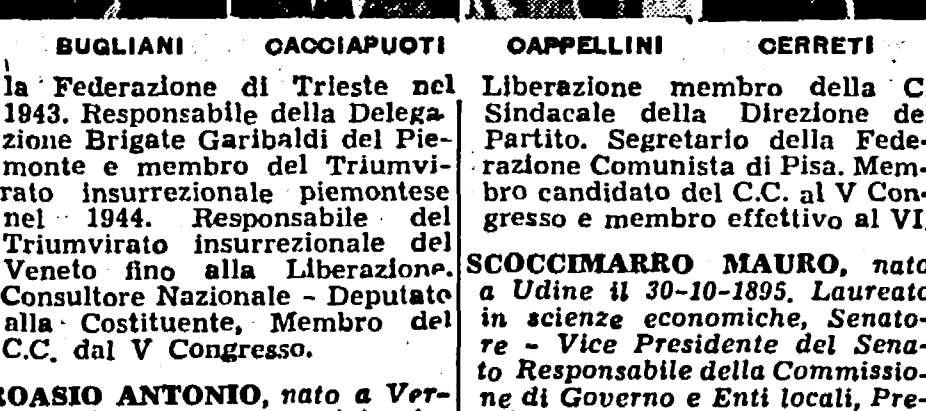 BUGLIANI CACCIAPUOTI CAPPELLINI CERRETI
la Federazione di Trieste nel
1943. Responsabile della Delega-
zione Brigate Garibaldi del Pie-
monte e membro del Triumvi-
rato insurrezionale piemontese
nel 1944. Responsabile del
Triumvirato insurrezionale del
Veneto fino alla Liberazione.
Consultore Nazionale - Deputato
alla Costituente, Membro del
C.C. dal V Congresso.
ROASIO ANTONIO, nato a Ver-
Liberazione membro della C.
Sindacale della Direzione de
Partito. Segretario della Fede-
razione Comunista di Pisa. Mem-
bro candidato del C.C. al V Con-
gresso e membro effettivo al VI.
SCOCCIMARRO MAURO, nato
a Udine il 30-10-1895. Laureato
in scienze economiche, Senato-
re - Vice Presidente del Sena-
to Responsabile della Commissio-
ne di Governo e Enti locali, Pre-